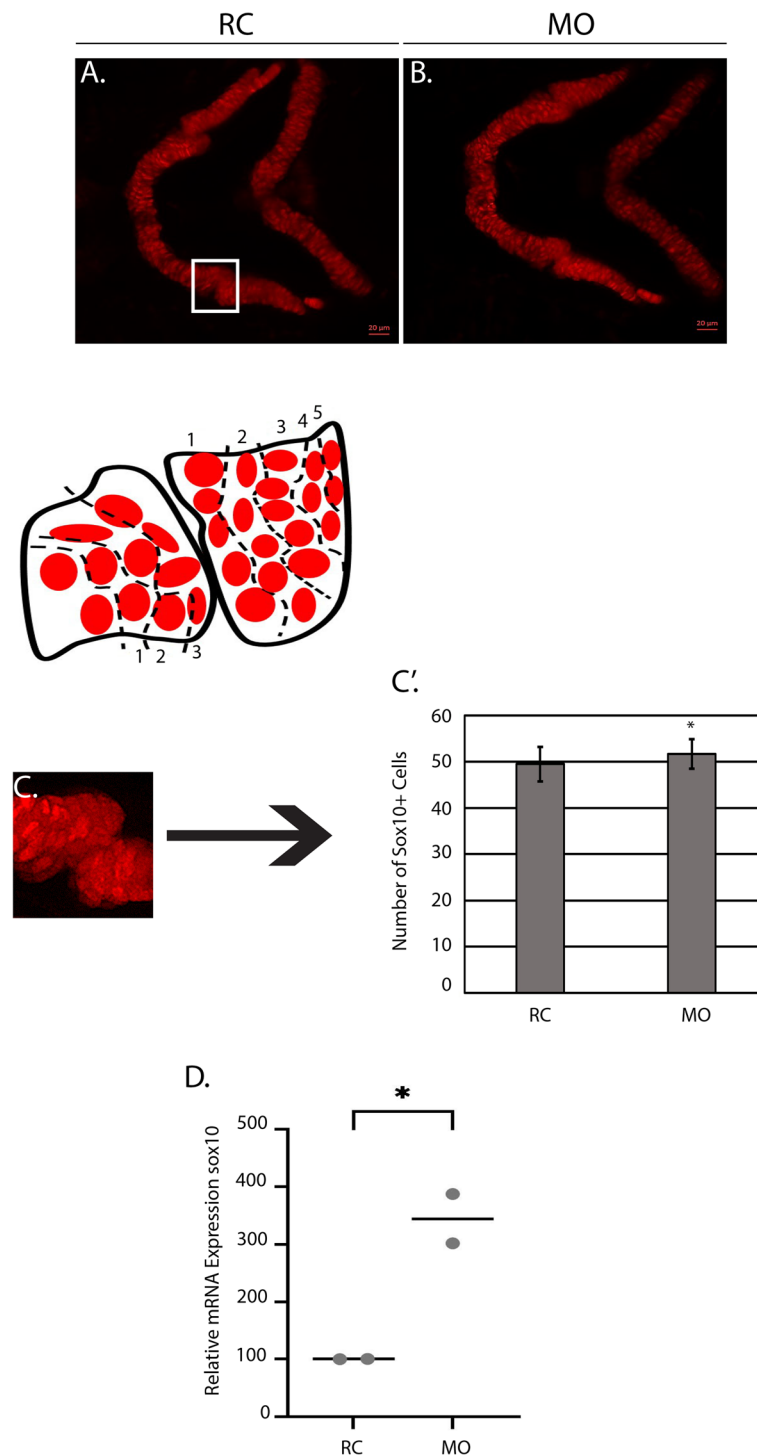 RC MO
A. B.
20 µm 20 µm
1 2 3 4 5
1 2 3
C'.
C.
60
50
40
30
20
10
0
Number of Sox10+ Cells
*
RC MO
D.
*
500
400
300
200
100
0
Relative mRNA Expression sox10
RC MO